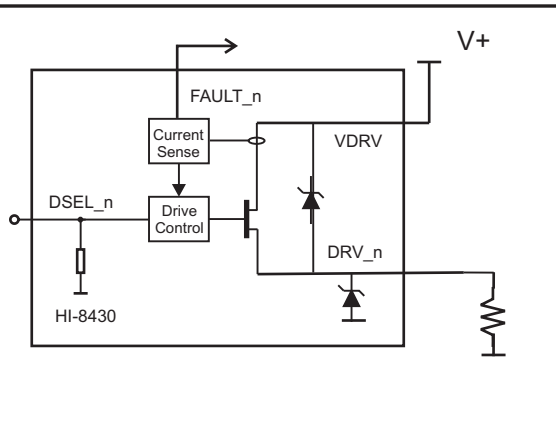 V+
FAULT_n
Current
Sense
VDRV
DSEL_n
Drive
Control
DRV_n
HI-8430